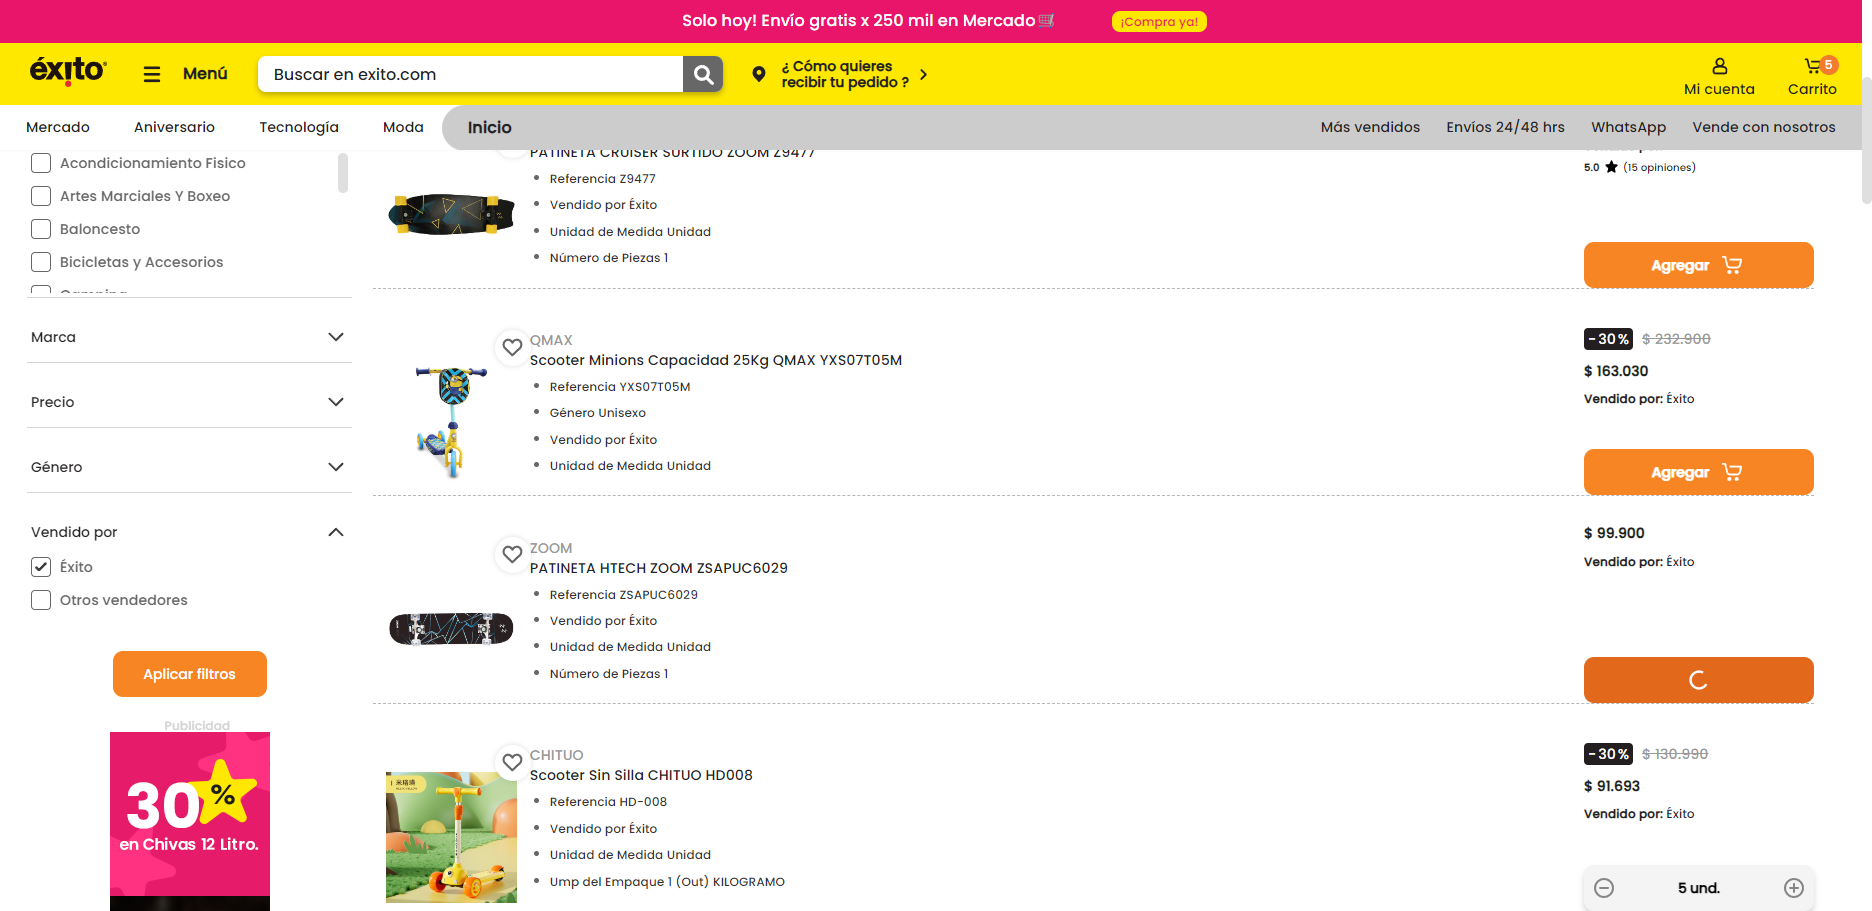 Solo hoy! Envío gratis x 250 mil en Mercado
¡Compra ya!
éxito
Menú
Buscar en exito.com
¿ Cómo quieres
recibir tu pedido ?
Mi cuenta
5
Carrito
Mercado
Aniversario
Tecnología
Moda
Inicio
Más vendidos
Envíos 24/48 hrs
WhatsApp
Vende con nosotros
Acondicionamiento Fisico
Artes Marciales Y Boxeo
Baloncesto
Bicicletas y Accesorios
Camping
Marca
Precio
Género
Vendido por
Éxito
Otros vendedores
Aplicar filtros
Publicidad
30 %
en Chivas 12 Litro.
PATINETA CRUISER SURTIDO ZOOM Z9477
Referencia Z9477
Vendido por Éxito
Unidad de Medida Unidad
Número de Piezas 1
5.0 (15 opiniones)
Agregar
QMAX
Scooter Minions Capacidad 25Kg QMAX YXS07T05M
Referencia YXS07T05M
Género Unisexo
Vendido por Éxito
Unidad de Medida Unidad
-30% $ 232.900
$ 163.030
Vendido por: Éxito
Agregar
ZOOM
PATINETA HTECH ZOOM ZSAPUC6029
Referencia ZSAPUC6029
Vendido por Éxito
Unidad de Medida Unidad
Número de Piezas 1
$ 99.900
Vendido por: Éxito
CHITUO
Scooter Sin Silla CHITUO HD008
Referencia HD-008
Vendido por Éxito
Unidad de Medida Unidad
Ump del Empaque 1 (Out) KILOGRAMO
-30% $ 130.990
$ 91.693
Vendido por: Éxito
5 und.